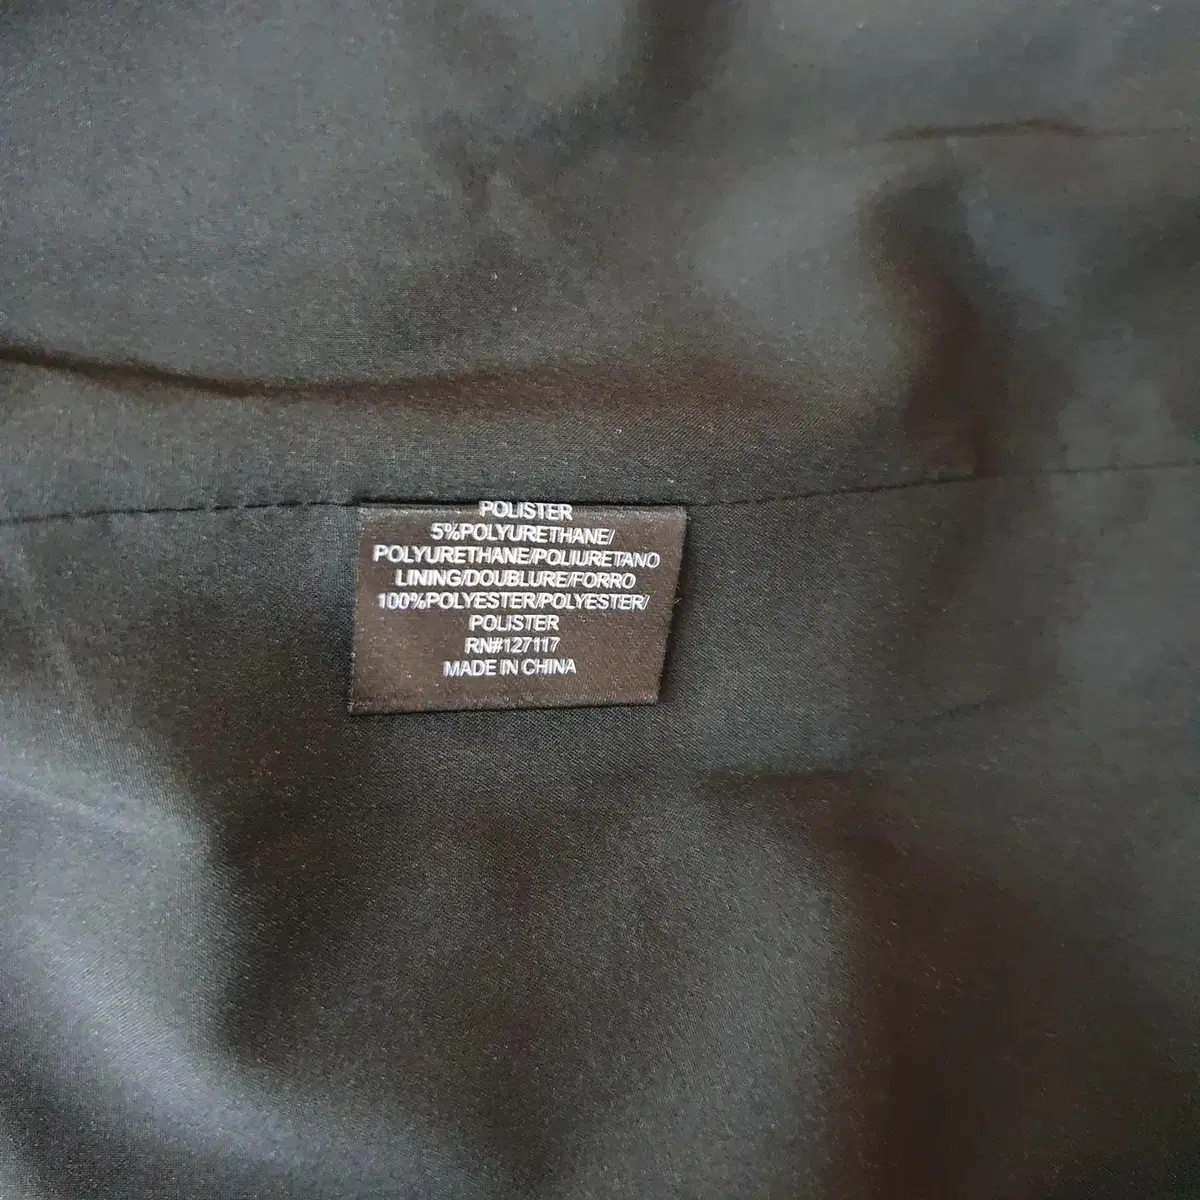 POLISTER
5%POLYURETHANE/
POLYURETHANE/POLIURETANO
LINING/DOUBLURE/FORRO
100%POLYESTER/POLYESTER/
POLISTER
RN#127117
MADE IN CHINA